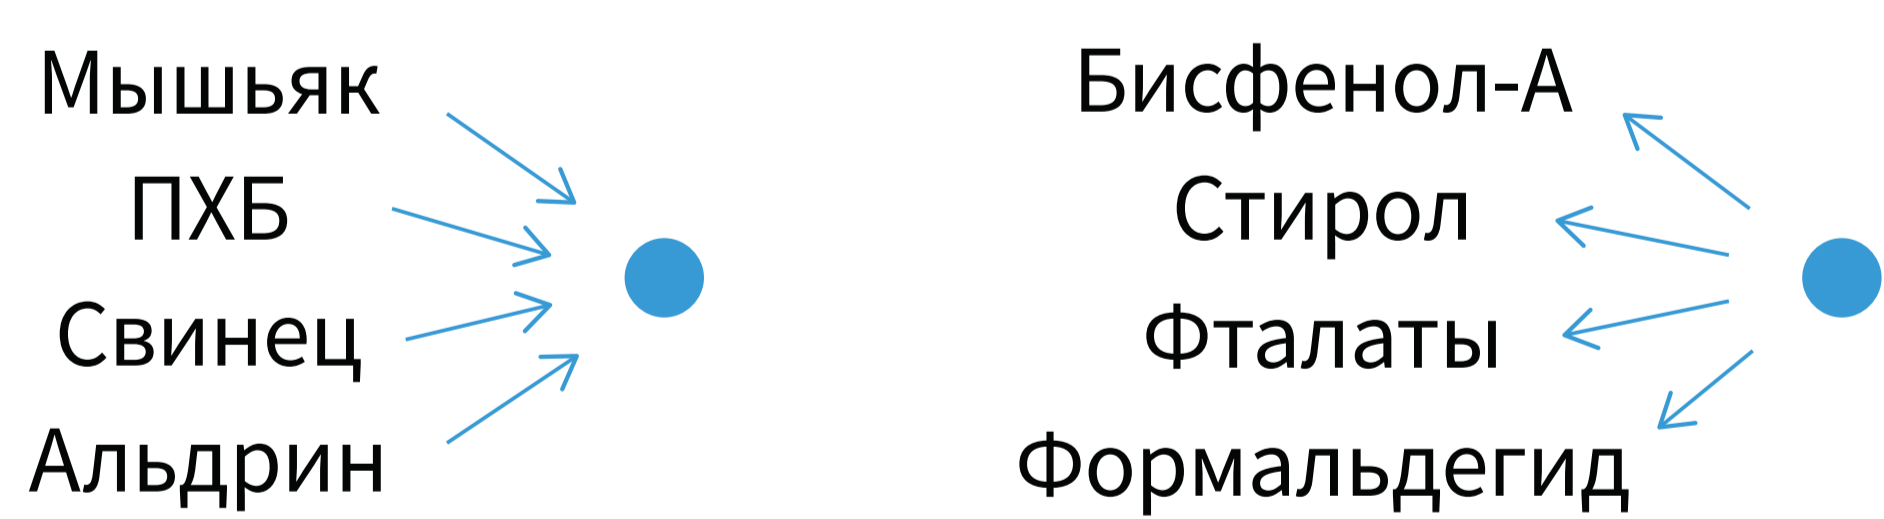 Мышьяк
ПХБ
Свинец
Альдрин
Бисфенол-А
Стирол
Фталаты
Формальдегид